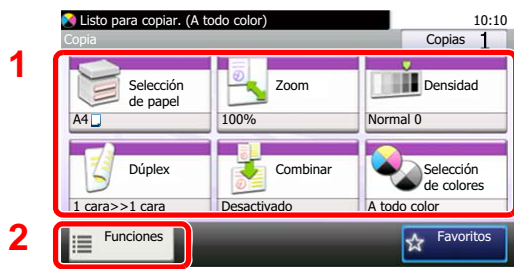 Listo para copiar. (A todo color) 10:10
Copia Copias 1
1
Selección de papel
A4
Zoom
100%
Densidad
Normal 0
Dúplex
1 cara>>1 cara
Combinar
Desactivado
Selección de colores
A todo color
2
Funciones
Favoritos